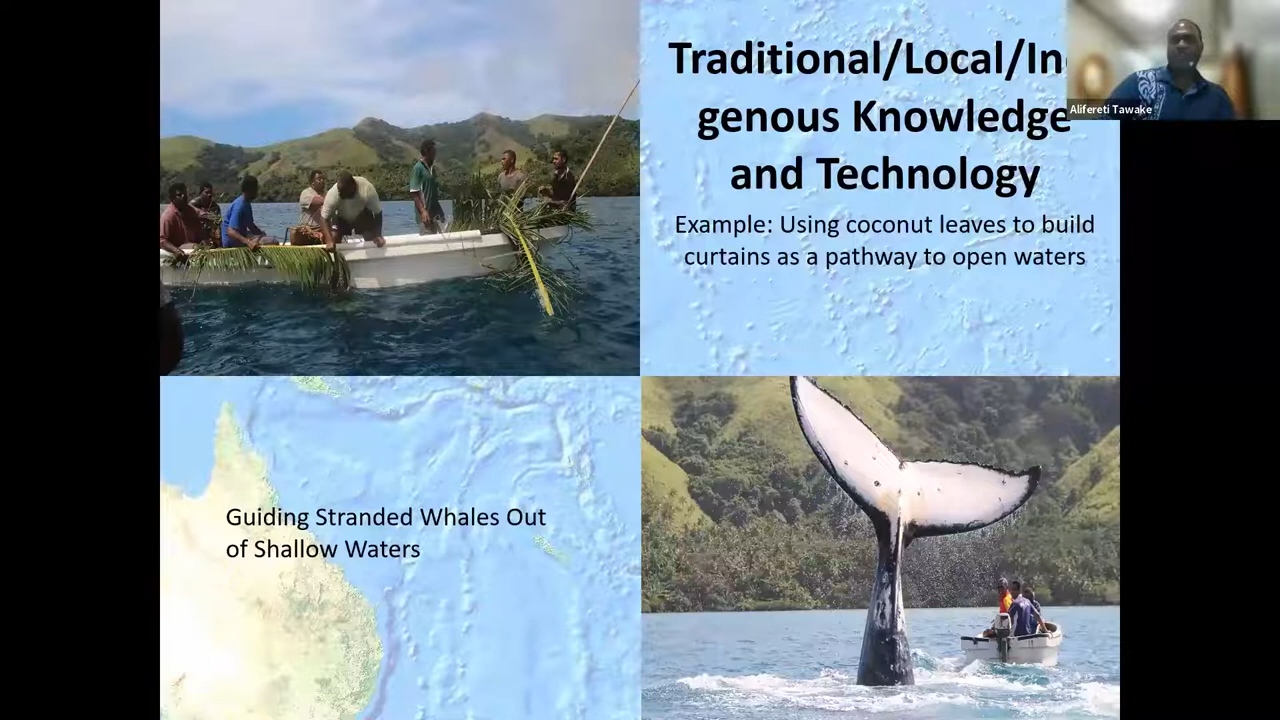 Traditional/Local/In
genous Knowledge
and Technology
Alifereti Tawake
Example: Using coconut leaves to build
curtains as a pathway to open waters
Guiding Stranded Whales Out
of Shallow Waters